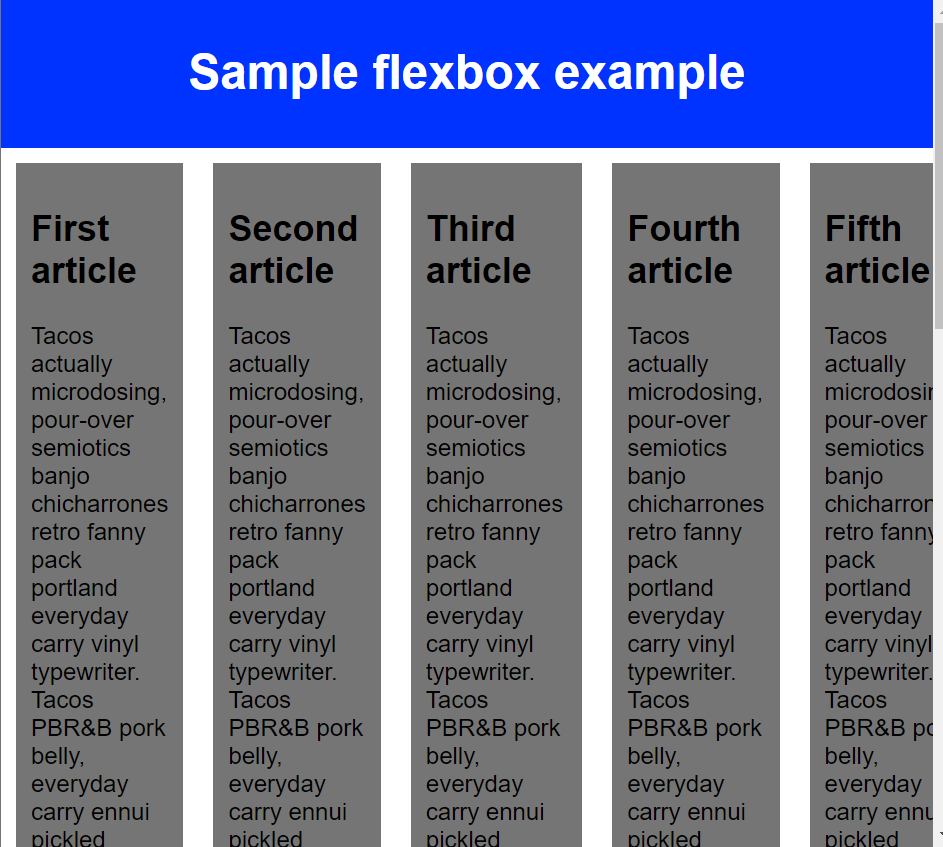 Sample flexbox example
First
article
Tacos
actually
microdosing,
pour-over
semiotics
banjo
chicharrones
retro fanny
pack
portland
everyday
carry vinyl
typewriter.
Tacos
PBR&B pork
belly,
everyday
carry ennui
pickled
Second
article
Tacos
actually
microdosing,
pour-over
semiotics
banjo
chicharrones
retro fanny
pack
portland
everyday
carry vinyl
typewriter.
Tacos
PBR&B pork
belly,
everyday
carry ennui
pickled
Third
article
Tacos
actually
microdosing,
pour-over
semiotics
banjo
chicharrones
retro fanny
pack
portland
everyday
carry vinyl
typewriter.
Tacos
PBR&B pork
belly,
everyday
carry ennui
pickled
Fourth
article
Tacos
actually
microdosing,
pour-over
semiotics
banjo
chicharrones
retro fanny
pack
portland
everyday
carry vinyl
typewriter.
Tacos
PBR&B pork
belly,
everyday
carry ennui
pickled
Fifth
article
Tacos
actually
microdosin
pour-over
semiotics
banjo
chicharron
retro fanny
pack
portland
everyday
carry vinyl
typewriter.
Tacos
PBR&B po
belly,
everyday
carry ennu
pickled